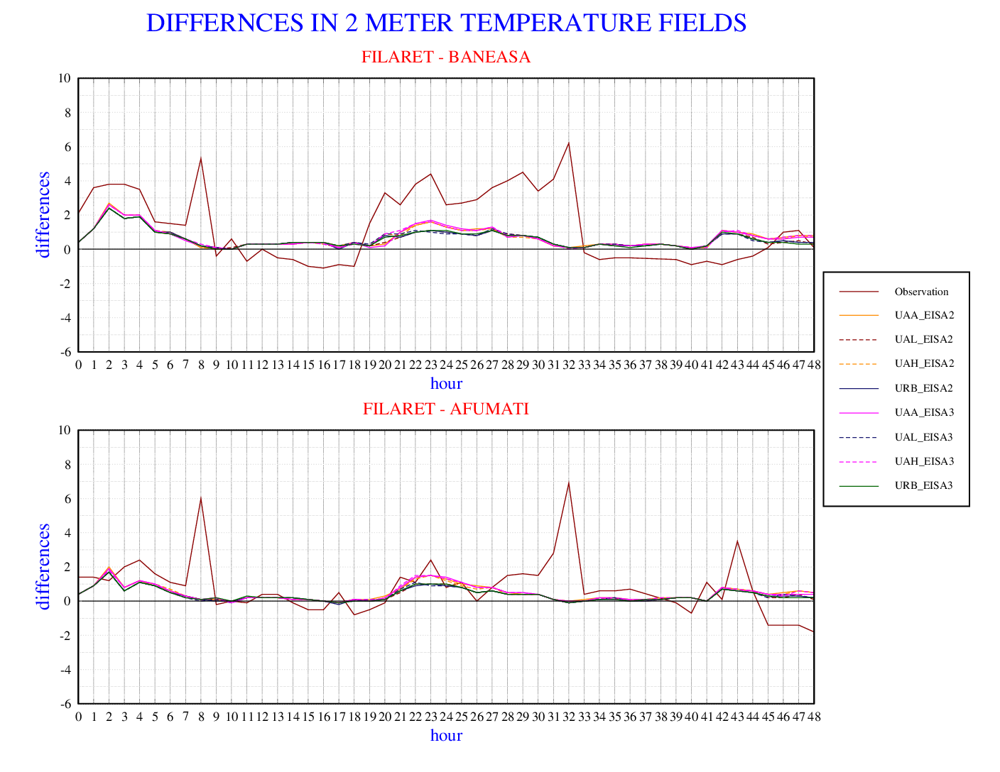 DIFFERNCES IN 2 METER TEMPERATURE FIELDS
FILARET - BANEASA
10
8
6
4
2
0
-2
-4
-6
differences
0 1 2 3 4 5 6 7 8 9 10 11 12 13 14 15 16 17 18 19 20 21 22 23 24 25 26 27 28 29 30 31 32 33 34 35 36 37 38 39 40 41 42 43 44 45 46 47 48
hour
FILARET - AFUMATI
10
8
6
4
2
0
-2
-4
-6
differences
0 1 2 3 4 5 6 7 8 9 10 11 12 13 14 15 16 17 18 19 20 21 22 23 24 25 26 27 28 29 30 31 32 33 34 35 36 37 38 39 40 41 42 43 44 45 46 47 48
hour
Observation
UAA_EISA2
UAL_EISA2
UAH_EISA2
URB_EISA2
UAA_EISA3
UAL_EISA3
UAH_EISA3
URB_EISA3